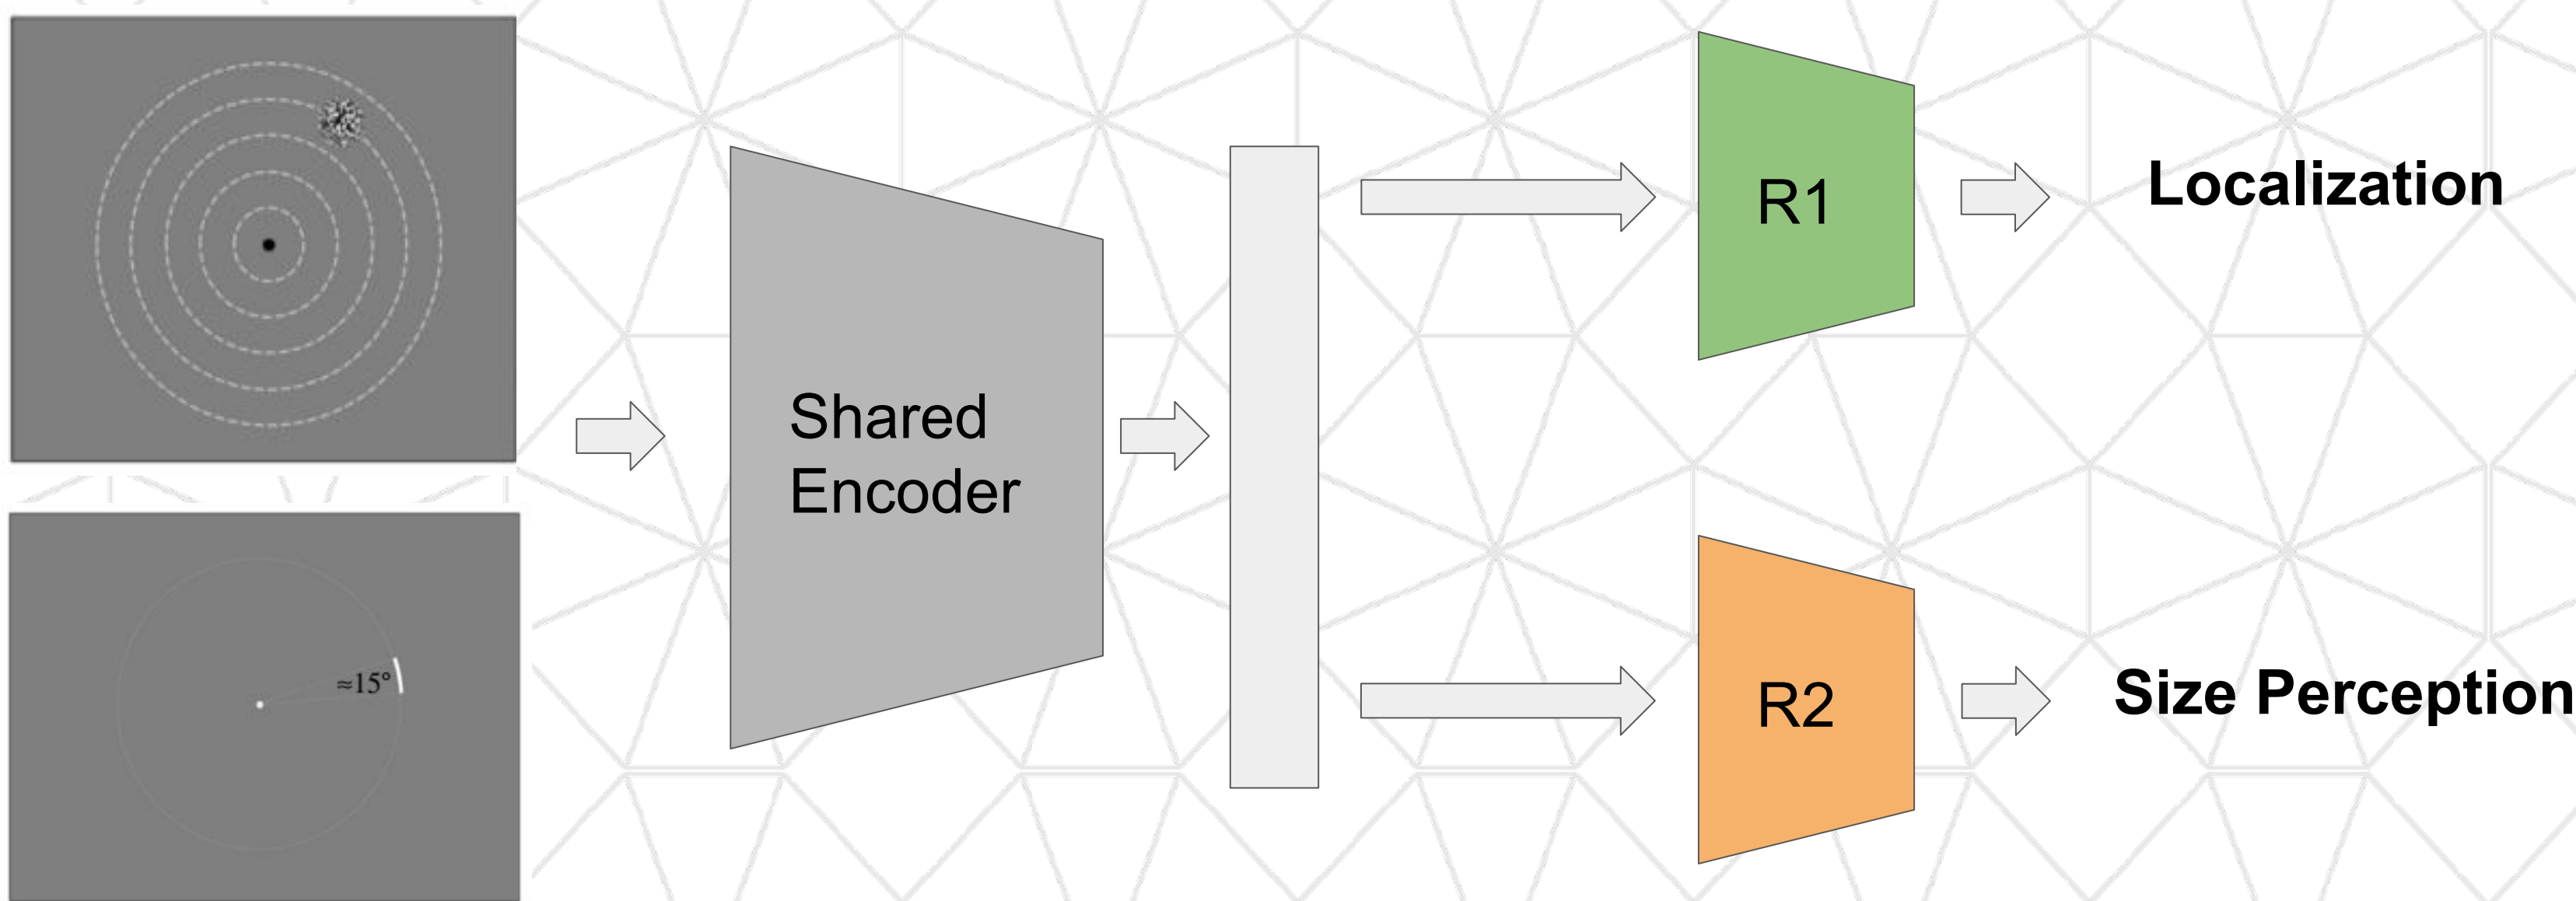 ≈15°
Shared
Encoder
R1
Localization
R2
Size Perception